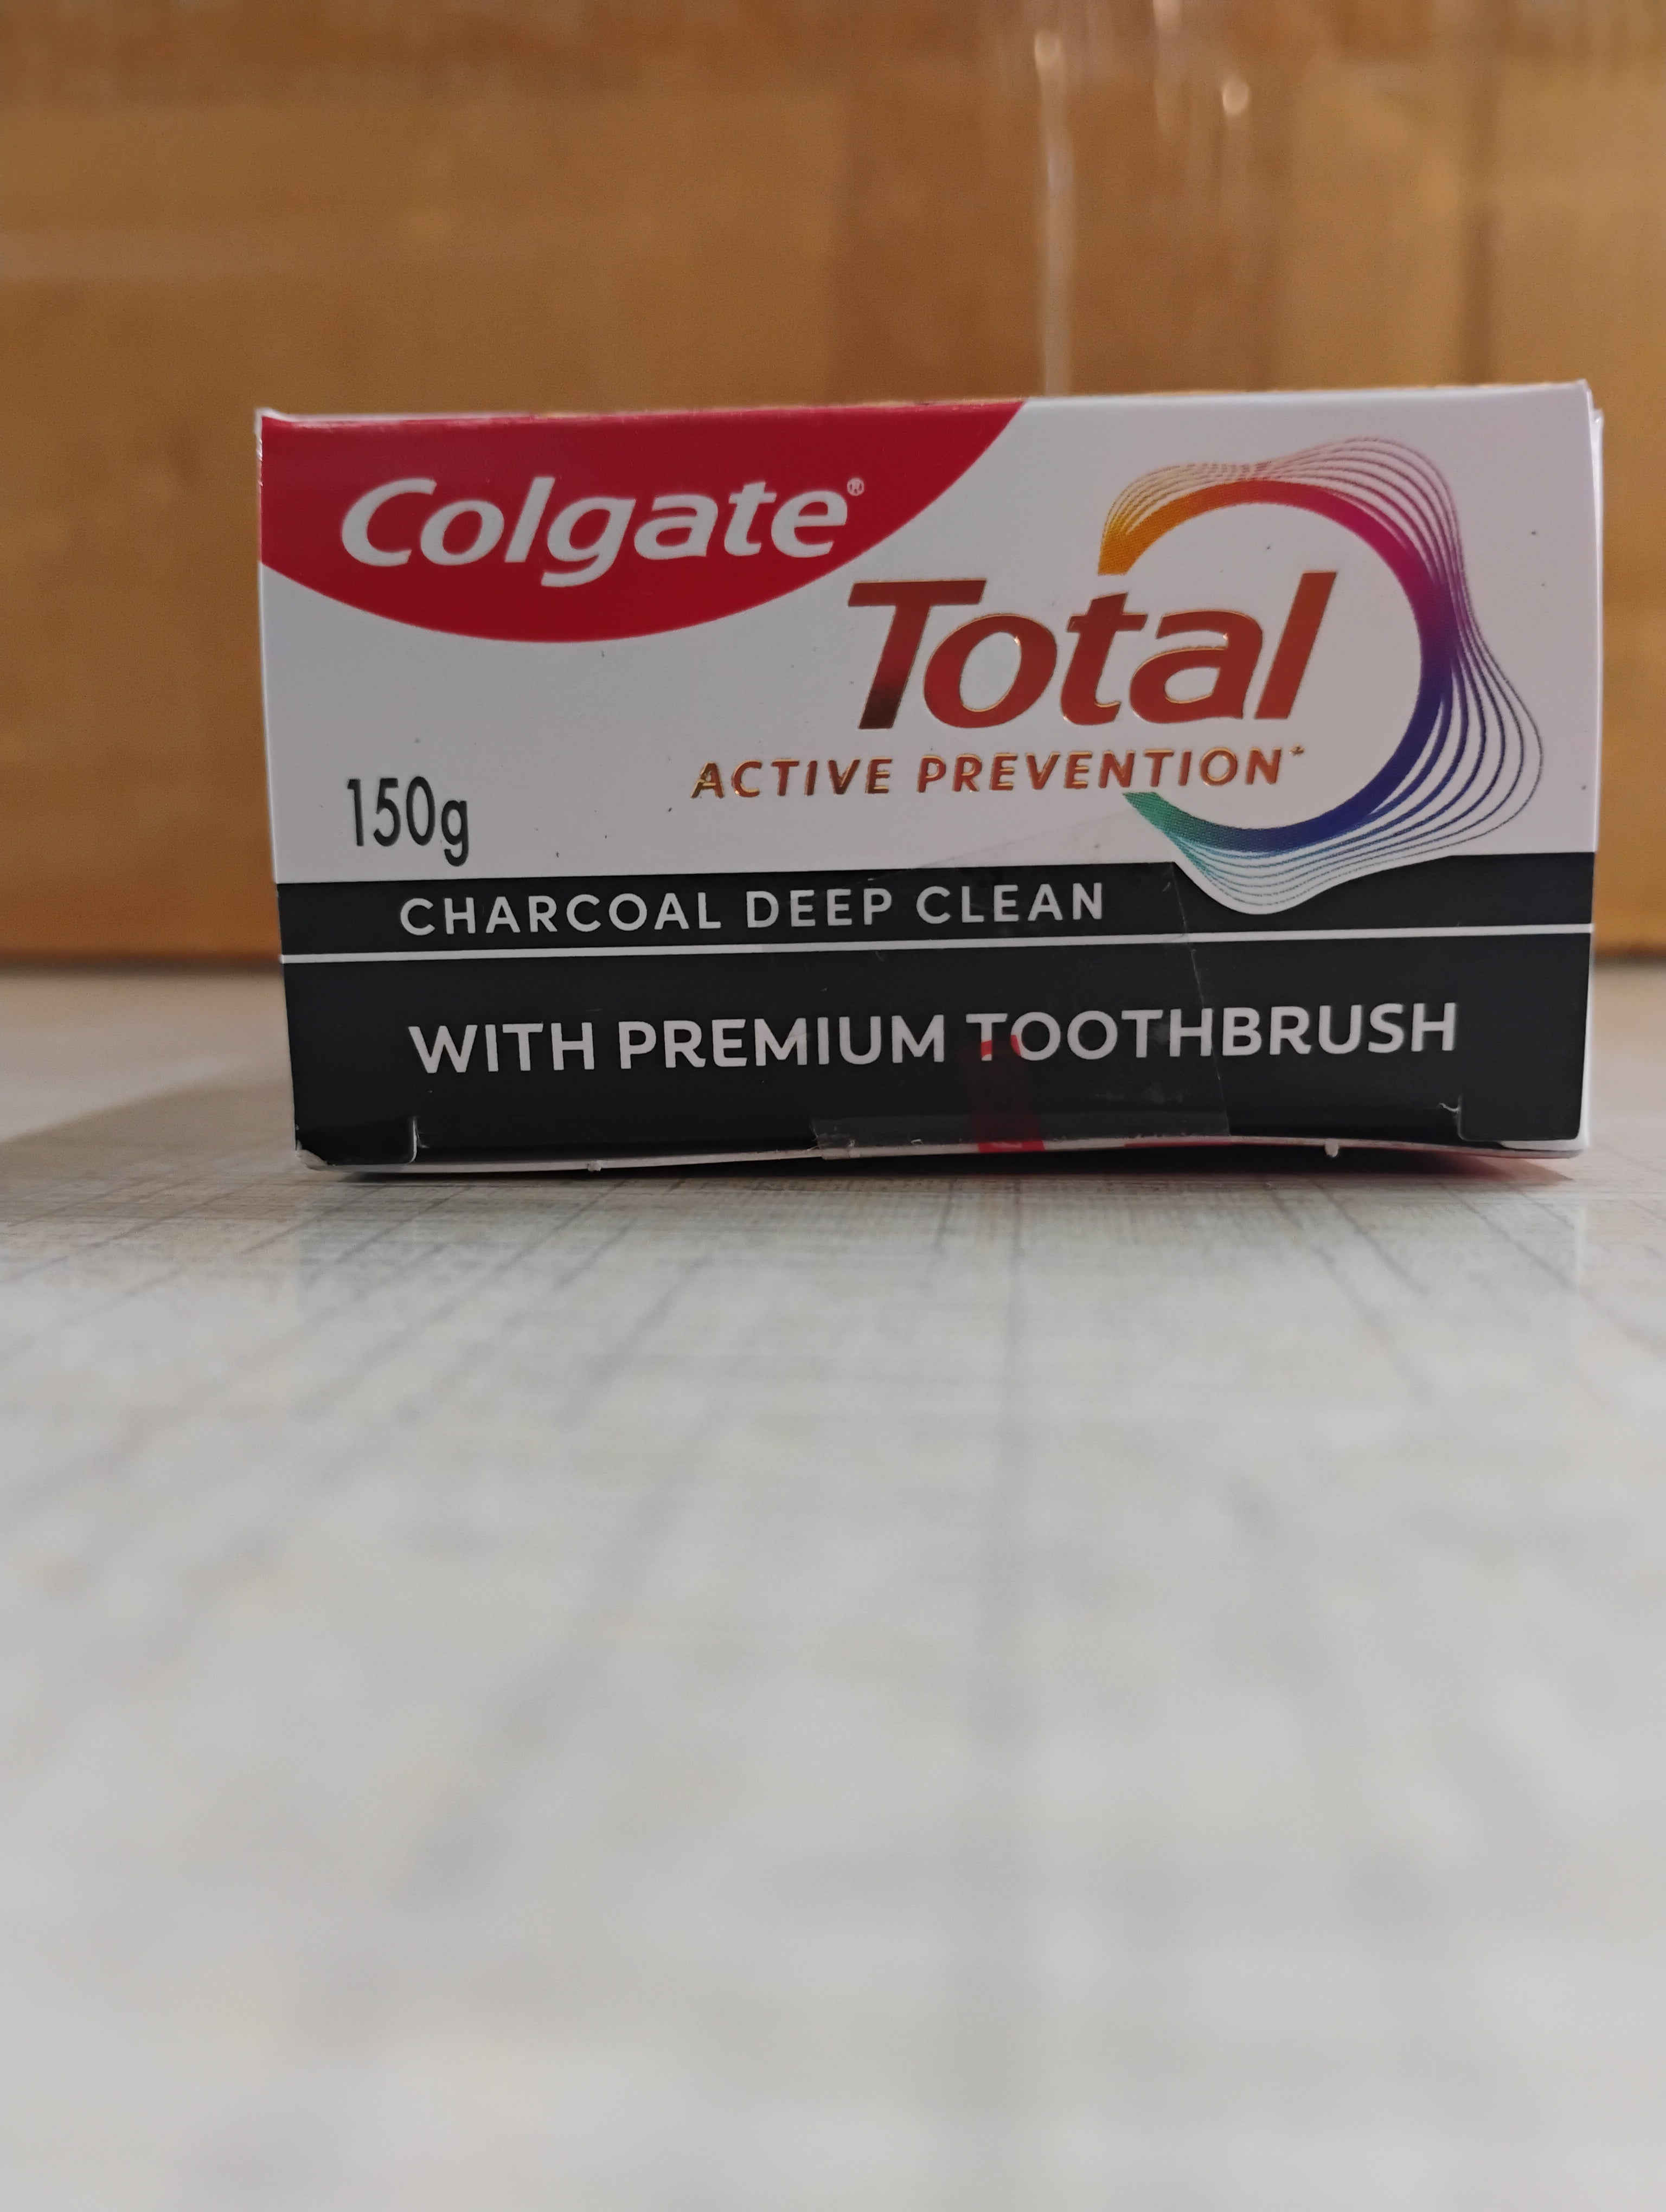 Colgate®
Total
ACTIVE PREVENTION*
150g
CHARCOAL DEEP CLEAN
WITH PREMIUM TOOTHBRUSH